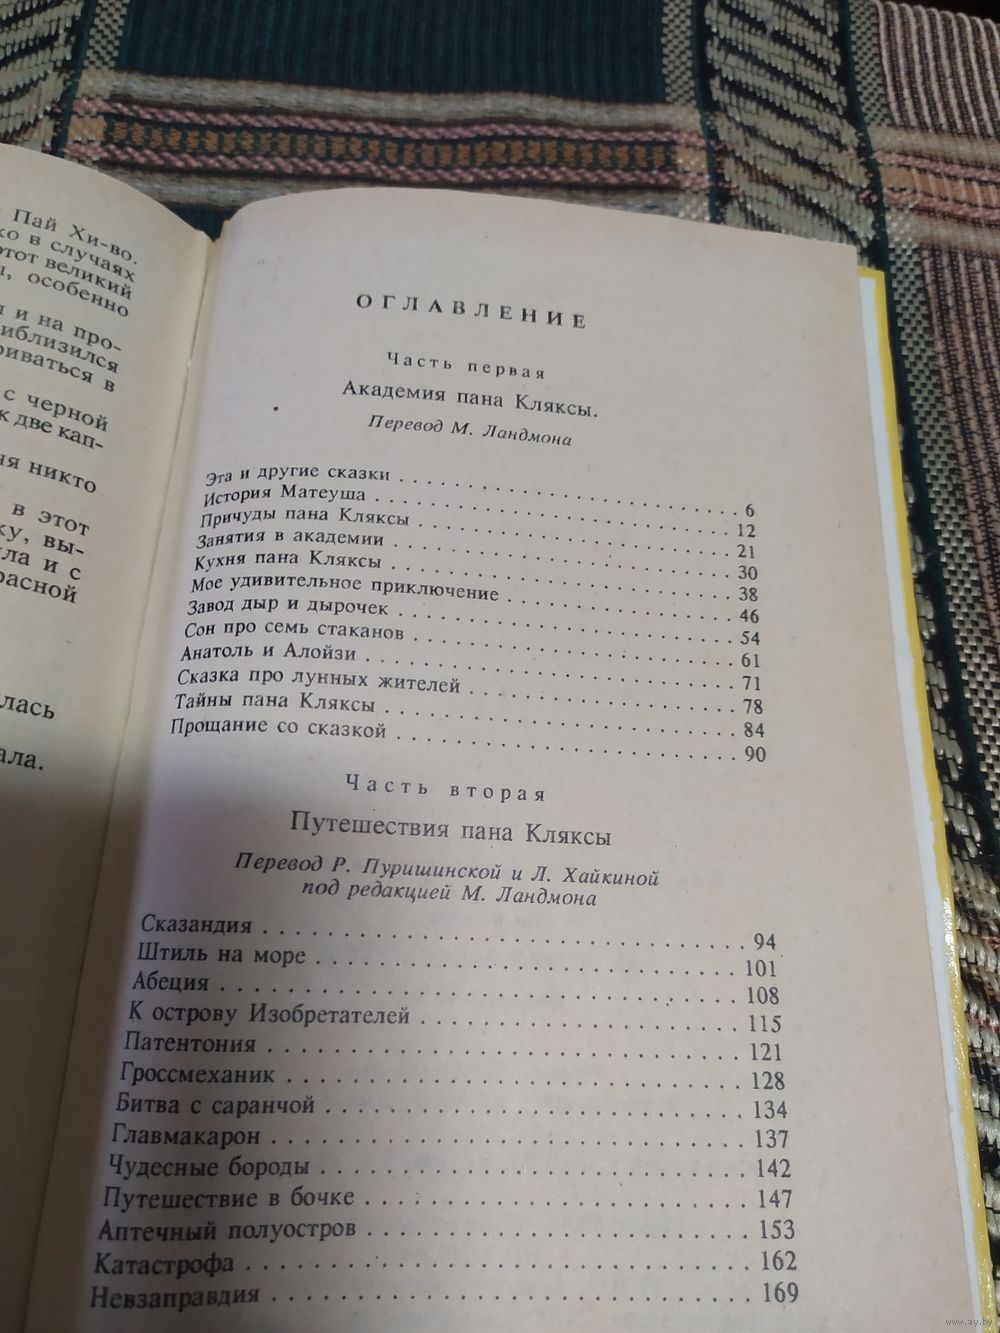 Пай Хи-во.
в случаях
этот великий
особенно
и на про-
иблизился
риваться в
с черной
к две кап-
ня никто
в этот
ку, вы-
ла и с
расной
лась
ала.
ОГЛАВЛЕНИЕ
Часть первая
Академия пана Кляксы.
Перевод М. Ландмона
Эта и другие сказки . . . . . . . . . . . . . . . . . . . . . . 6
История Матеуша . . . . . . . . . . . . . . . . . . . . . . 12
Причуды пана Кляксы . . . . . . . . . . . . . . . . . . . . 21
Занятия в академии . . . . . . . . . . . . . . . . . . . . . 30
Кухня пана Кляксы . . . . . . . . . . . . . . . . . . . . . 38
Мое удивительное приключение . . . . . . . . . . . . . . 46
Завод дыр и дырочек . . . . . . . . . . . . . . . . . . . . 54
Сон про семь стаканов . . . . . . . . . . . . . . . . . . . 61
Анатоль и Алойзи . . . . . . . . . . . . . . . . . . . . . . 71
Сказка про лунных жителей . . . . . . . . . . . . . . . . 78
Тайны пана Кляксы . . . . . . . . . . . . . . . . . . . . . 84
Прощание со сказкой . . . . . . . . . . . . . . . . . . . . 90
Часть вторая
Путешествия пана Кляксы
Перевод Р. Пуришинской и Л. Хайкиной
под редакцией М. Ландмона
Сказандия . . . . . . . . . . . . . . . . . . . . . . . . . . . 94
Штиль на море . . . . . . . . . . . . . . . . . . . . . . . 101
Абеция . . . . . . . . . . . . . . . . . . . . . . . . . . . . 108
К острову Изобретателей . . . . . . . . . . . . . . . . . 115
Патентония . . . . . . . . . . . . . . . . . . . . . . . . . 121
Гроссмеханик . . . . . . . . . . . . . . . . . . . . . . . . 128
Битва с саранчой . . . . . . . . . . . . . . . . . . . . . . 134
Главмакарон . . . . . . . . . . . . . . . . . . . . . . . . . 137
Чудесные бороды . . . . . . . . . . . . . . . . . . . . . . 142
Путешествие в бочке . . . . . . . . . . . . . . . . . . . . 147
Аптечный полуостров . . . . . . . . . . . . . . . . . . . 153
Катастрофа . . . . . . . . . . . . . . . . . . . . . . . . . 162
Невзаправдия . . . . . . . . . . . . . . . . . . . . . . . . 169
www.ay.by